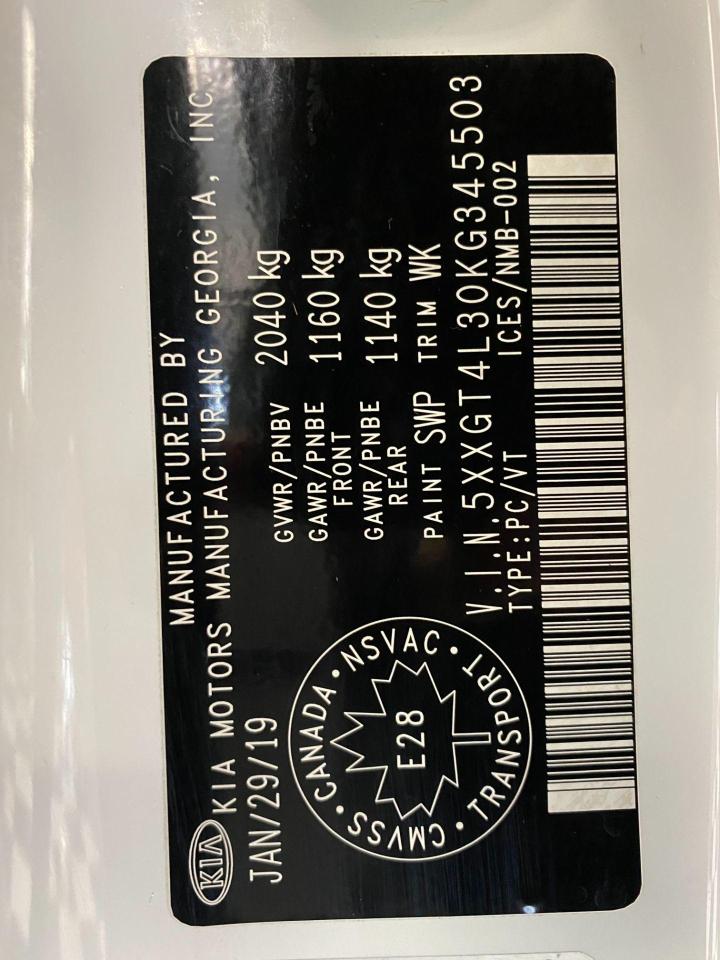 MANUFACTURED BY
KIA KIA MOTORS MANUFACTURING GEORGIA, INC.
JAN/29/19
GVWR/PNBV 2040 kg
GAWR/PNBE 1160 kg
FRONT
GAWR/PNBE 1140 kg
REAR
PAINT SWP TRIM WK
V.I.N.5XXGT4L30KG345503
TYPE:PC/VT ICES/NMB-002
CMVSS • CANADA • NSVAC • TRANSPORT •
E28